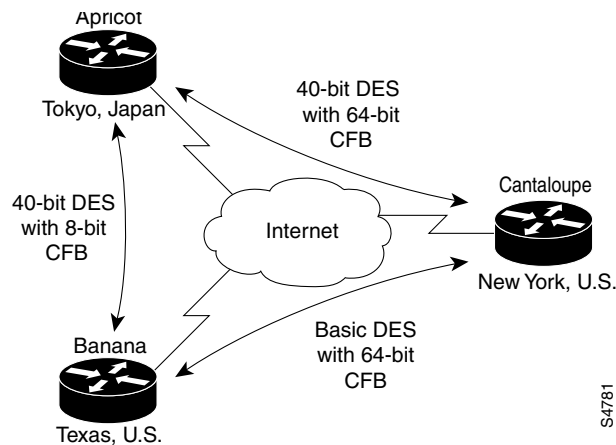 Apricot
Tokyo, Japan
40-bit DES
with 64-bit
CFB
Cantaloupe
40-bit DES
with 8-bit
CFB
Internet
New York, U.S.
Basic DES
with 64-bit
CFB
Banana
Texas, U.S.
S4781